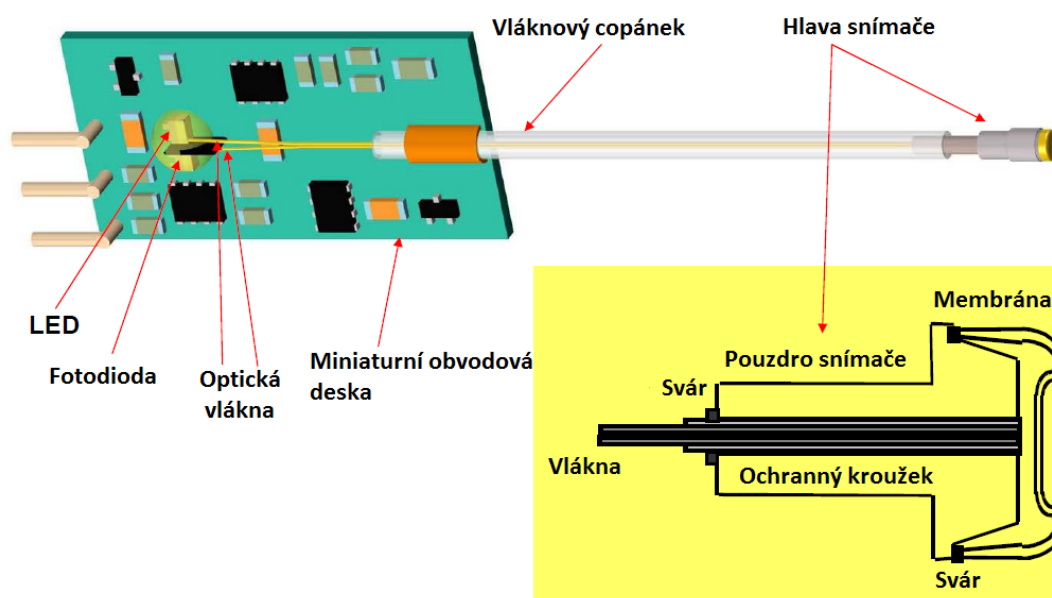 Vláknový copánek
Hlava snímače
LED
Fotodioda
Optická
vlákna
Miniaturní obvodová
deska
Membrána
Pouzdro snímače
Svár
Vlákna
Ochranný kroužek
Svár